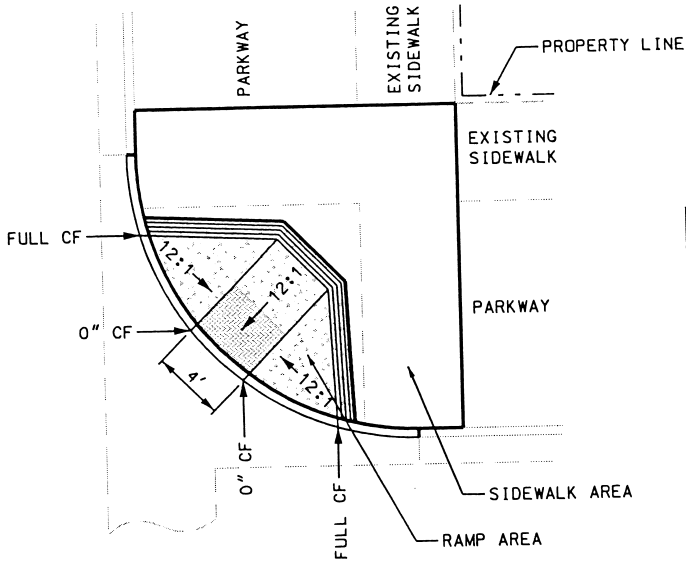 PARKWAY
EXISTING
SIDEWALK
PROPERTY LINE
EXISTING
SIDEWALK
FULL CF
12:1
12:1
PARKWAY
0" CF
12:1
4'
0" CF
FULL CF
SIDEWALK AREA
RAMP AREA